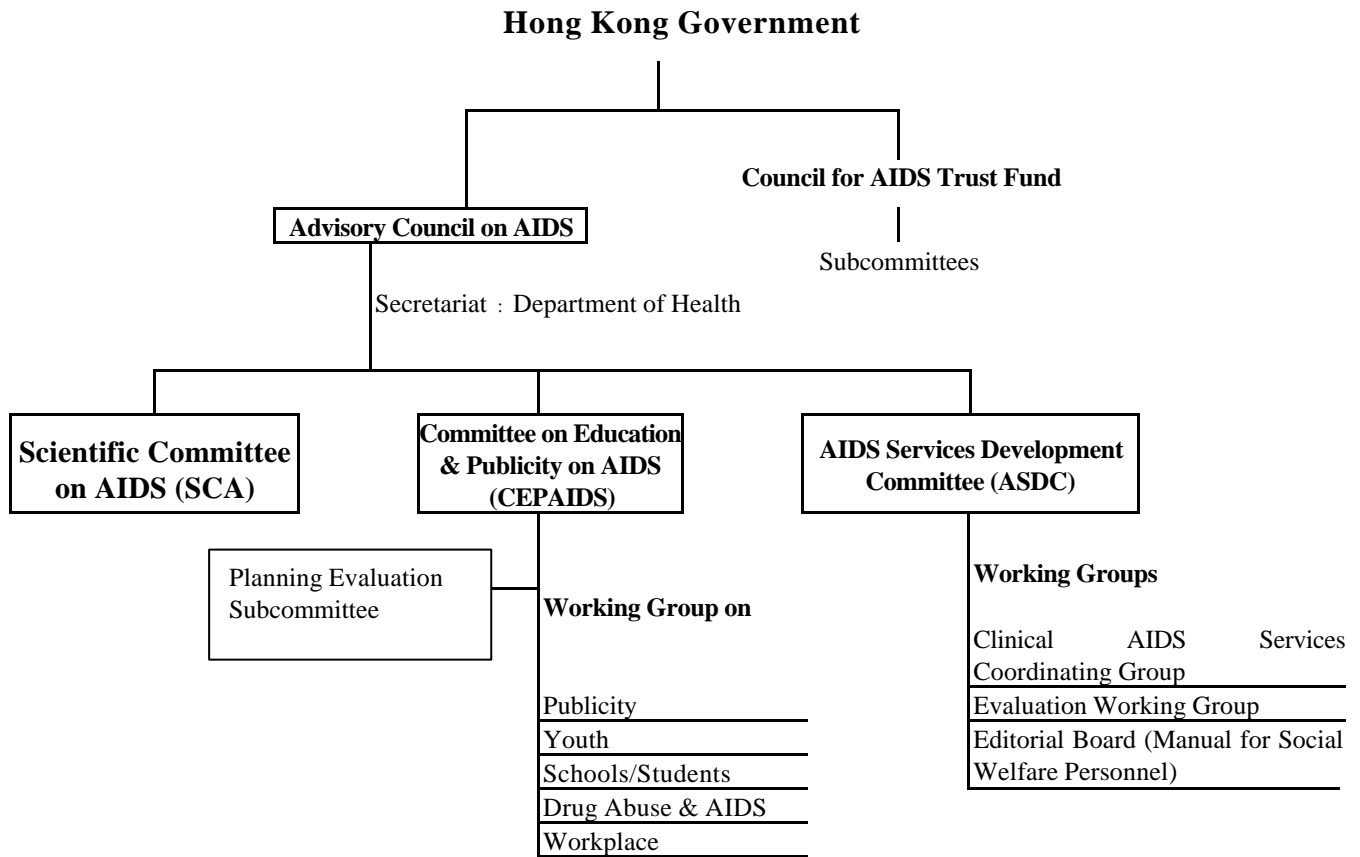 Hong Kong Government
Council for AIDS Trust Fund
Advisory Council on AIDS
Subcommittees
Secretariat : Department of Health
Scientific Committee
on AIDS (SCA)
Committee on Education
& Publicity on AIDS
(CEPAIDS)
AIDS Services Development
Committee (ASDC)
Planning Evaluation
Subcommittee
Working Group on
Publicity
Youth
Schools/Students
Drug Abuse & AIDS
Workplace
Working Groups
Clinical AIDS Services
Coordinating Group
Evaluation Working Group
Editorial Board (Manual for Social
Welfare Personnel)